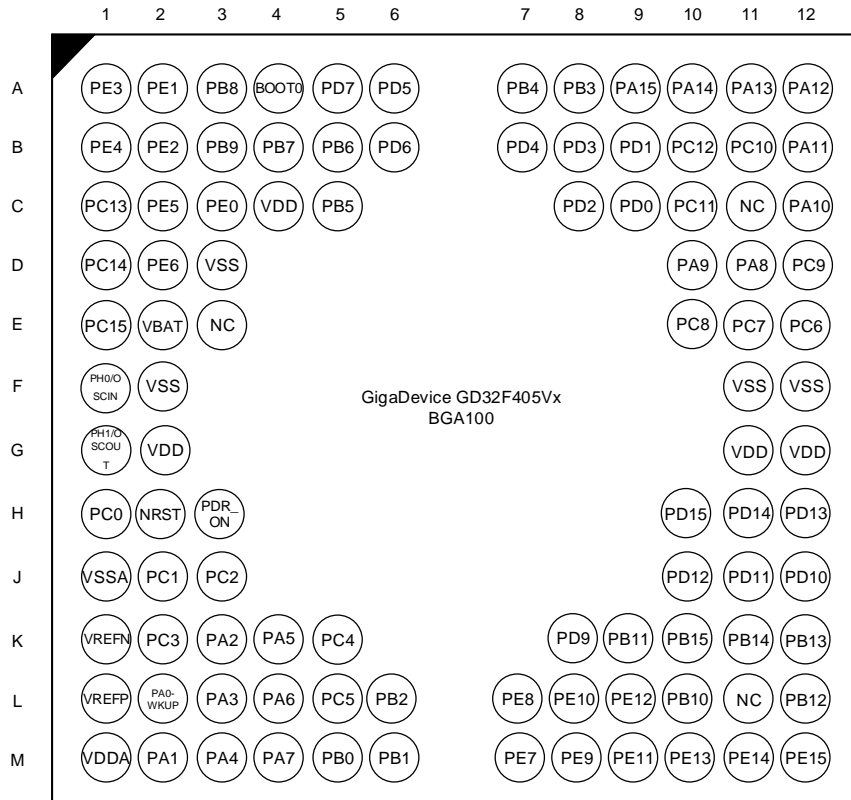 1 2 3 4 5 6 7 8 9 10 11 12
A PE3 PE1 PB8 BOOT0 PD7 PD5 PB4 PB3 PA15 PA14 PA13 PA12
B PE4 PE2 PB9 PB7 PB6 PD6 PD4 PD3 PD1 PC12 PC10 PA11
C PC13 PE5 PE0 VDD PB5 PD2 PD0 PC11 NC PA10
D PC14 PE6 VSS PA9 PA8 PC9
E PC15 VBAT NC PC8 PC7 PC6
F PH0/O
SCIN VSS VSS VSS
GigaDevice GD32F405Vx
BGA100
G PH1/O
SCOU
T VDD VDD VDD
H PC0 NRST PDR_
ON PD15 PD14 PD13
J VSSA PC1 PC2 PD12 PD11 PD10
K VREFN PC3 PA2 PA5 PC4 PD9 PB11 PB15 PB14 PB13
L VREFP PA0-
WKUP PA3 PA6 PC5 PB2 PE8 PE10 PE12 PB10 NC PB12
M VDDA PA1 PA4 PA7 PB0 PB1 PE7 PE9 PE11 PE13 PE14 PE15